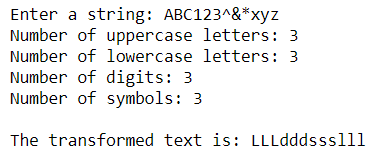 Enter a string: ABC123^&*xyz
Number of uppercase letters: 3
Number of lowercase letters: 3
Number of digits: 3
Number of symbols: 3
The transformed text is: LLLdddssslll